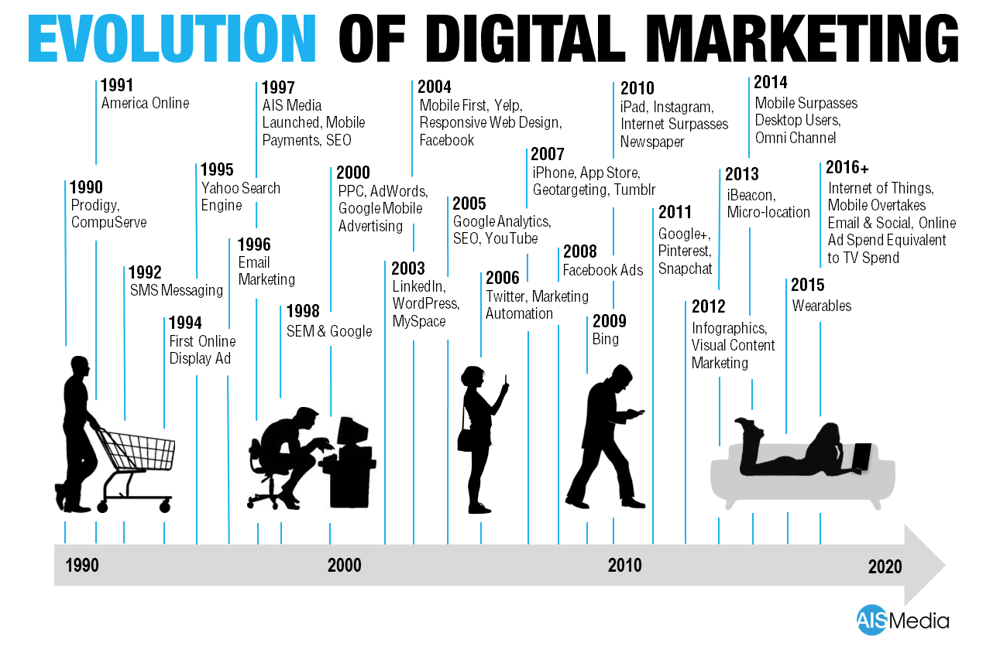 EVOLUTION OF DIGITAL MARKETING
1990
Prodigy,
CompuServe
1991
America Online
1992
SMS Messaging
1994
First Online
Display Ad
1995
Yahoo Search
Engine
1996
Email
Marketing
1997
AIS Media
Launched, Mobile
Payments, SEO
1998
SEM & Google
2000
PPC, AdWords,
Google Mobile
Advertising
2003
LinkedIn,
WordPress,
MySpace
2004
Mobile First, Yelp,
Responsive Web Design,
Facebook
2005
Google Analytics,
SEO, YouTube
2006
Twitter, Marketing
Automation
2007
iPhone, App Store,
Geotargeting, Tumblr
2008
Facebook Ads
2009
Bing
2010
iPad, Instagram,
Internet Surpasses
Newspaper
2011
Google+,
Pinterest,
Snapchat
2012
Infographics,
Visual Content
Marketing
2013
iBeacon,
Micro-location
2014
Mobile Surpasses
Desktop Users,
Omni Channel
2015
Wearables
2016+
Internet of Things,
Mobile Overtakes
Email & Social, Online
Ad Spend Equivalent
to TV Spend
1990 2000 2010 2020
AISMedia